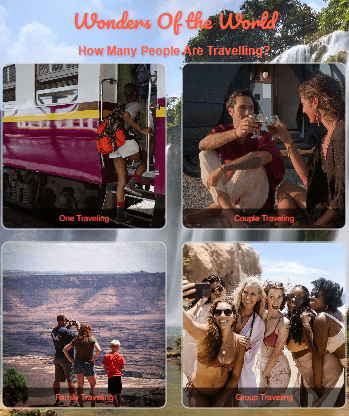 Wonders Of the World
How Many People Are Travelling?
One Traveling
Couple Traveling
Family Traveling
Group Traveling